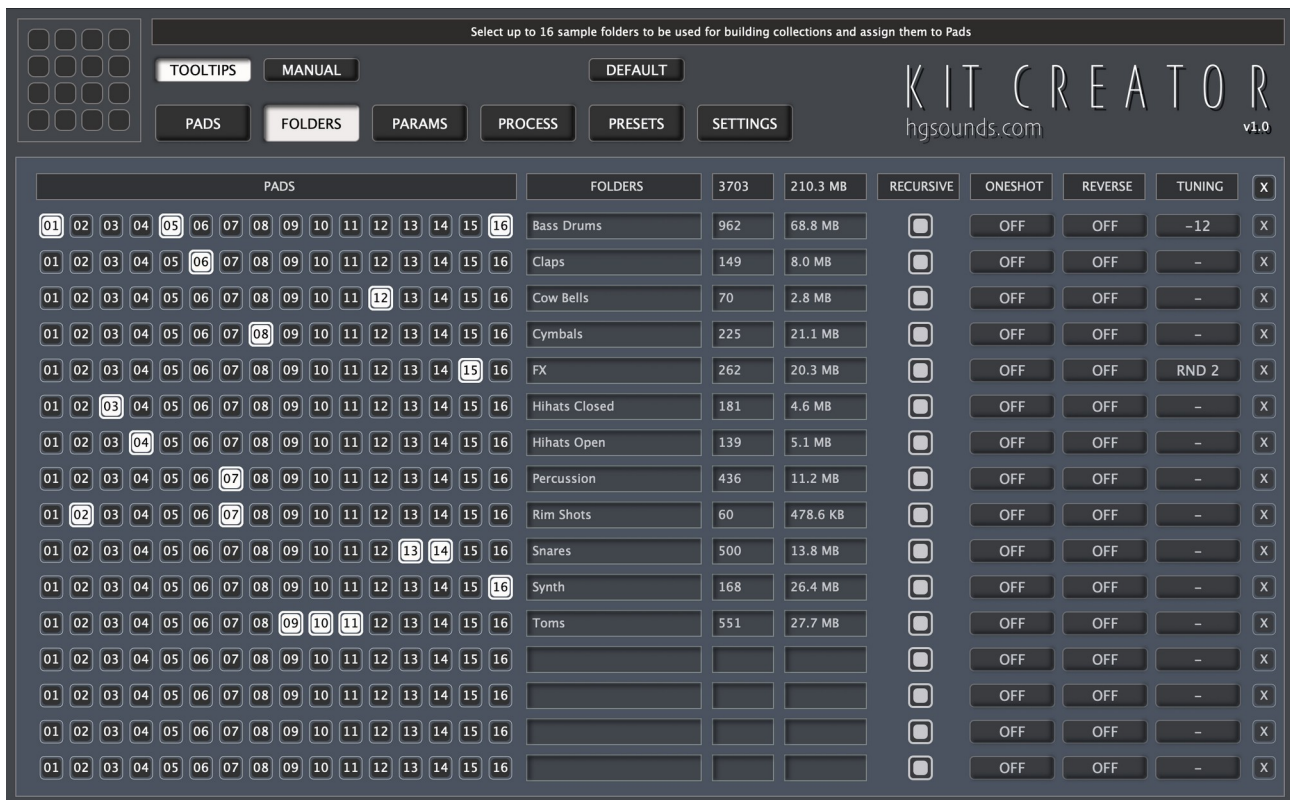 Select up to 16 sample folders to be used for building collections and assign them to Pads
TOOLTIPS MANUAL DEFAULT
KIT CREATOR
PADS FOLDERS PARAMS PROCESS PRESETS SETTINGS
hgsounds.com v1.0
PADS FOLDERS 3703 210.3 MB RECURSIVE ONESHOT REVERSE TUNING X
01 02 03 04 05 06 07 08 09 10 11 12 13 14 15 16 Bass Drums 962 68.8 MB OFF OFF -12 X
01 02 03 04 05 06 07 08 09 10 11 12 13 14 15 16 Claps 149 8.0 MB OFF OFF - X
01 02 03 04 05 06 07 08 09 10 11 12 13 14 15 16 Cow Bells 70 2.8 MB OFF OFF - X
01 02 03 04 05 06 07 08 09 10 11 12 13 14 15 16 Cymbals 225 21.1 MB OFF OFF - X
01 02 03 04 05 06 07 08 09 10 11 12 13 14 15 16 FX 262 20.3 MB OFF OFF RND 2 X
01 02 03 04 05 06 07 08 09 10 11 12 13 14 15 16 Hihats Closed 181 4.6 MB OFF OFF - X
01 02 03 04 05 06 07 08 09 10 11 12 13 14 15 16 Hihats Open 139 5.1 MB OFF OFF - X
01 02 03 04 05 06 07 08 09 10 11 12 13 14 15 16 Percussion 436 11.2 MB OFF OFF - X
01 02 03 04 05 06 07 08 09 10 11 12 13 14 15 16 Rim Shots 60 478.6 KB OFF OFF - X
01 02 03 04 05 06 07 08 09 10 11 12 13 14 15 16 Snares 500 13.8 MB OFF OFF - X
01 02 03 04 05 06 07 08 09 10 11 12 13 14 15 16 Synth 168 26.4 MB OFF OFF - X
01 02 03 04 05 06 07 08 09 10 11 12 13 14 15 16 Toms 551 27.7 MB OFF OFF - X
01 02 03 04 05 06 07 08 09 10 11 12 13 14 15 16 OFF OFF - X
01 02 03 04 05 06 07 08 09 10 11 12 13 14 15 16 OFF OFF - X
01 02 03 04 05 06 07 08 09 10 11 12 13 14 15 16 OFF OFF - X
01 02 03 04 05 06 07 08 09 10 11 12 13 14 15 16 OFF OFF - X